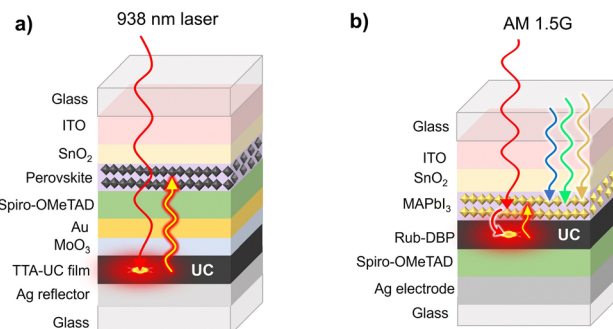 a)
938 nm laser
Glass
ITO
SnO₂
Perovskite
Spiro-OMeTAD
Au
MoO₃
TTA-UC film
UC
Ag reflector
Glass
b)
AM 1.5G
Glass
ITO
SnO₂
MAPbI₃
Rub-DBP
UC
Spiro-OMeTAD
Ag electrode
Glass